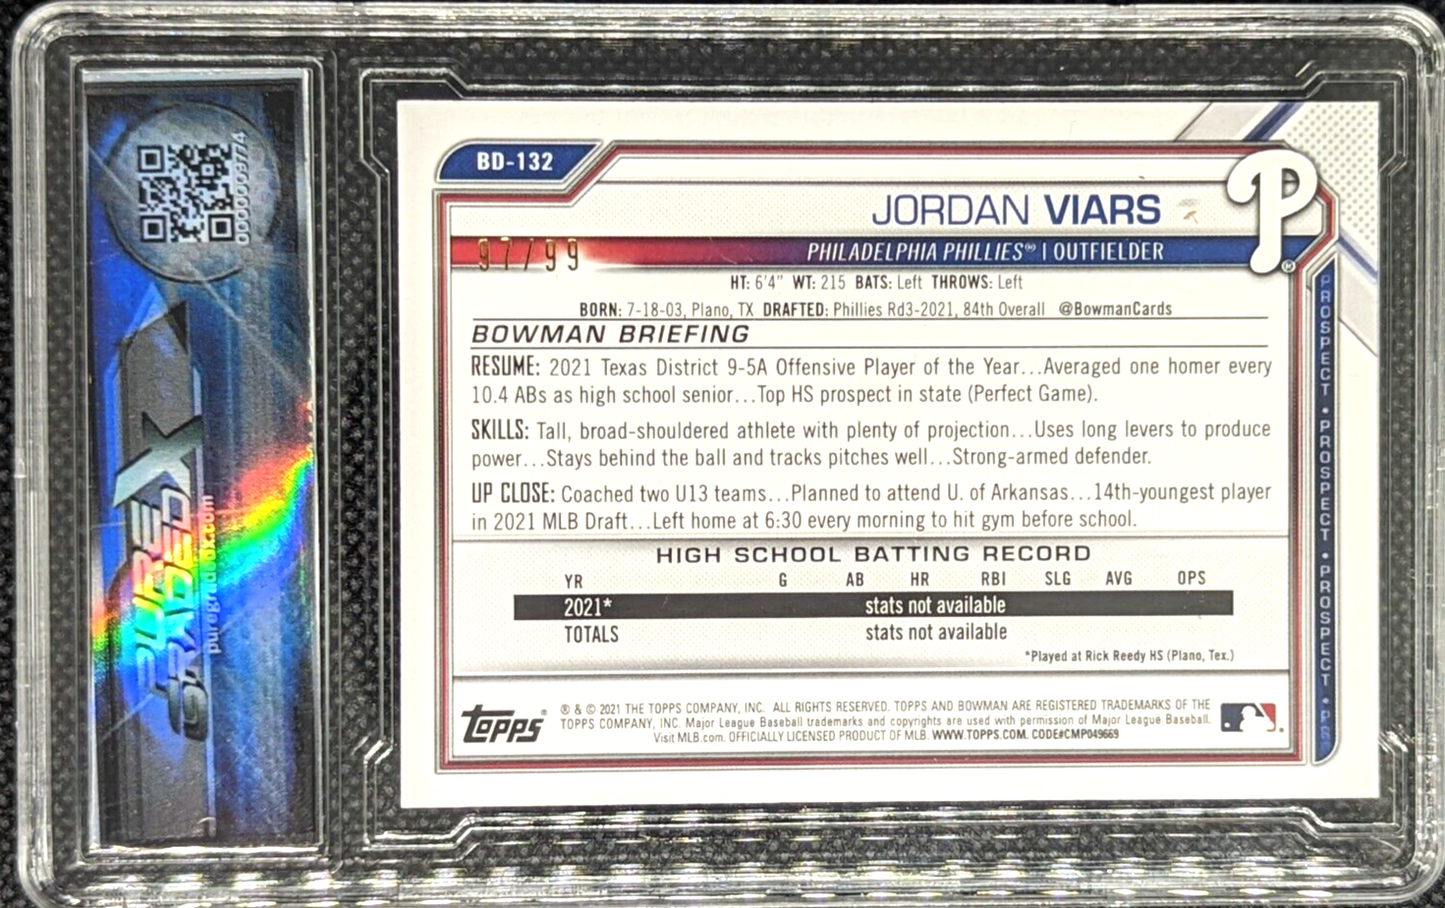 0000009774
PURE
GRADED X
puregradedx.com
BD-132
JORDAN VIARS
97/99
PHILADELPHIA PHILLIES® | OUTFIELDER
P®
HT: 6'4" WT: 215 BATS: Left THROWS: Left
BORN: 7-18-03, Plano, TX DRAFTED: Phillies Rd3-2021, 84th Overall @BowmanCards
BOWMAN BRIEFING
RESUME: 2021 Texas District 9-5A Offensive Player of the Year...Averaged one homer every
10.4 ABs as high school senior...Top HS prospect in state (Perfect Game).
SKILLS: Tall, broad-shouldered athlete with plenty of projection...Uses long levers to produce
power...Stays behind the ball and tracks pitches well...Strong-armed defender.
UP CLOSE: Coached two U13 teams...Planned to attend U. of Arkansas...14th-youngest player
in 2021 MLB Draft...Left home at 6:30 every morning to hit gym before school.
HIGH SCHOOL BATTING RECORD
YR G AB HR RBI SLG AVG OPS
2021* stats not available
TOTALS stats not available
*Played at Rick Reedy HS (Plano, Tex.)
Topps®
® & © 2021 THE TOPPS COMPANY, INC. ALL RIGHTS RESERVED. TOPPS AND BOWMAN ARE REGISTERED TRADEMARKS OF THE
TOPPS COMPANY, INC. Major League Baseball trademarks and copyrights are used with permission of Major League Baseball.
Visit MLB.com. OFFICIALLY LICENSED PRODUCT OF MLB. WWW.TOPPS.COM. CODE#CMP049669
PROSPECT • PROSPECT • PROSPECT • PR